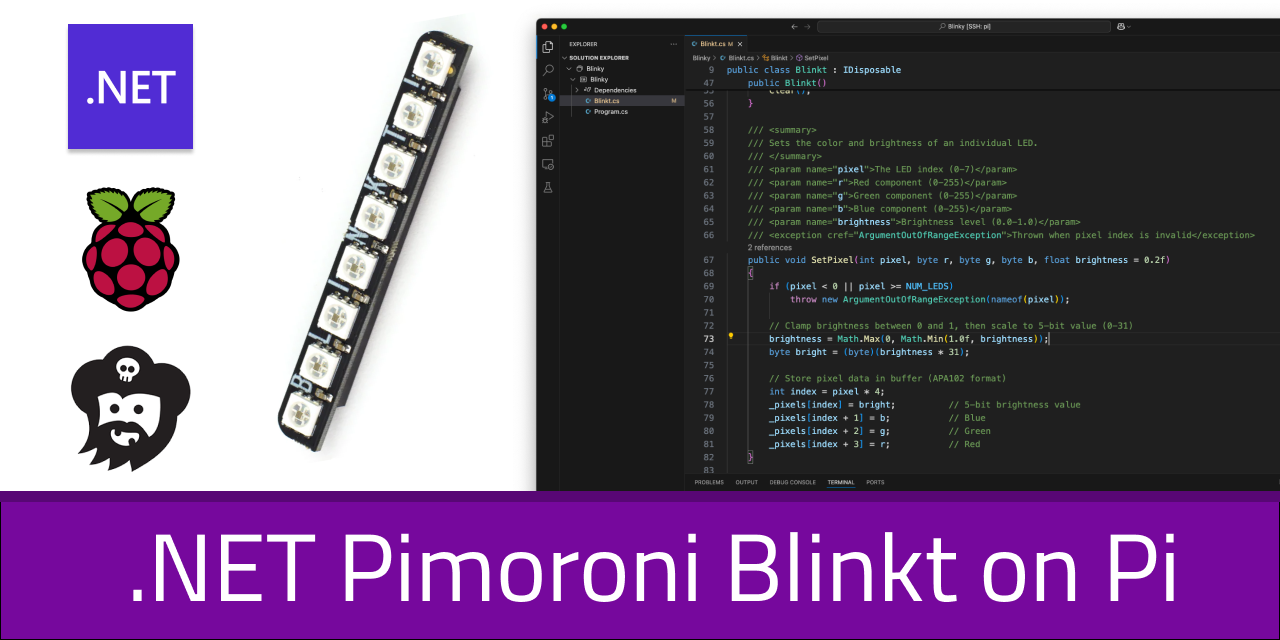 .NET
BLINKT!
Blinky [SSH: pi]
EXPLORER
SOLUTION EXPLORER
Blinky
Blinky
Dependencies
Blinkt.cs M
Program.cs
Blinkt.cs M
Blinky > Blinkt.cs > Blinkt > SetPixel
9 public class Blinkt : IDisposable
47 public Blinkt()
55 Clear();
56 }
57
58 /// <summary>
59 /// Sets the color and brightness of an individual LED.
60 /// </summary>
61 /// <param name="pixel">The LED index (0-7)</param>
62 /// <param name="r">Red component (0-255)</param>
63 /// <param name="g">Green component (0-255)</param>
64 /// <param name="b">Blue component (0-255)</param>
65 /// <param name="brightness">Brightness level (0.0-1.0)</param>
66 /// <exception cref="ArgumentOutOfRangeException">Thrown when pixel index is invalid</exception>
2 references
67 public void SetPixel(int pixel, byte r, byte g, byte b, float brightness = 0.2f)
68 {
69 if (pixel < 0 || pixel >= NUM_LEDS)
70 throw new ArgumentOutOfRangeException(nameof(pixel));
71
72 // Clamp brightness between 0 and 1, then scale to 5-bit value (0-31)
73 brightness = Math.Max(0, Math.Min(1.0f, brightness));
74 byte bright = (byte)(brightness * 31);
75
76 // Store pixel data in buffer (APA102 format)
77 int index = pixel * 4;
78 _pixels[index] = bright; // 5-bit brightness value
79 _pixels[index + 1] = b; // Blue
80 _pixels[index + 2] = g; // Green
81 _pixels[index + 3] = r; // Red
82 }
83
PROBLEMS OUTPUT DEBUG CONSOLE TERMINAL PORTS
.NET Pimoroni Blinkt on Pi